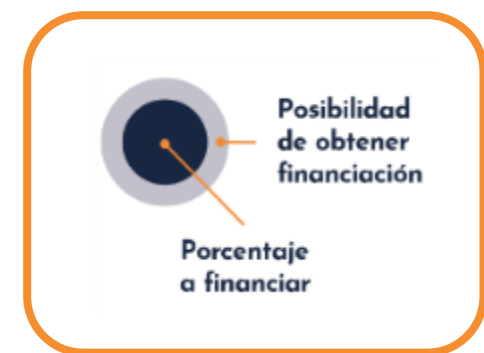 Posibilidad
de obtener
financiación
Porcentaje
a financiar